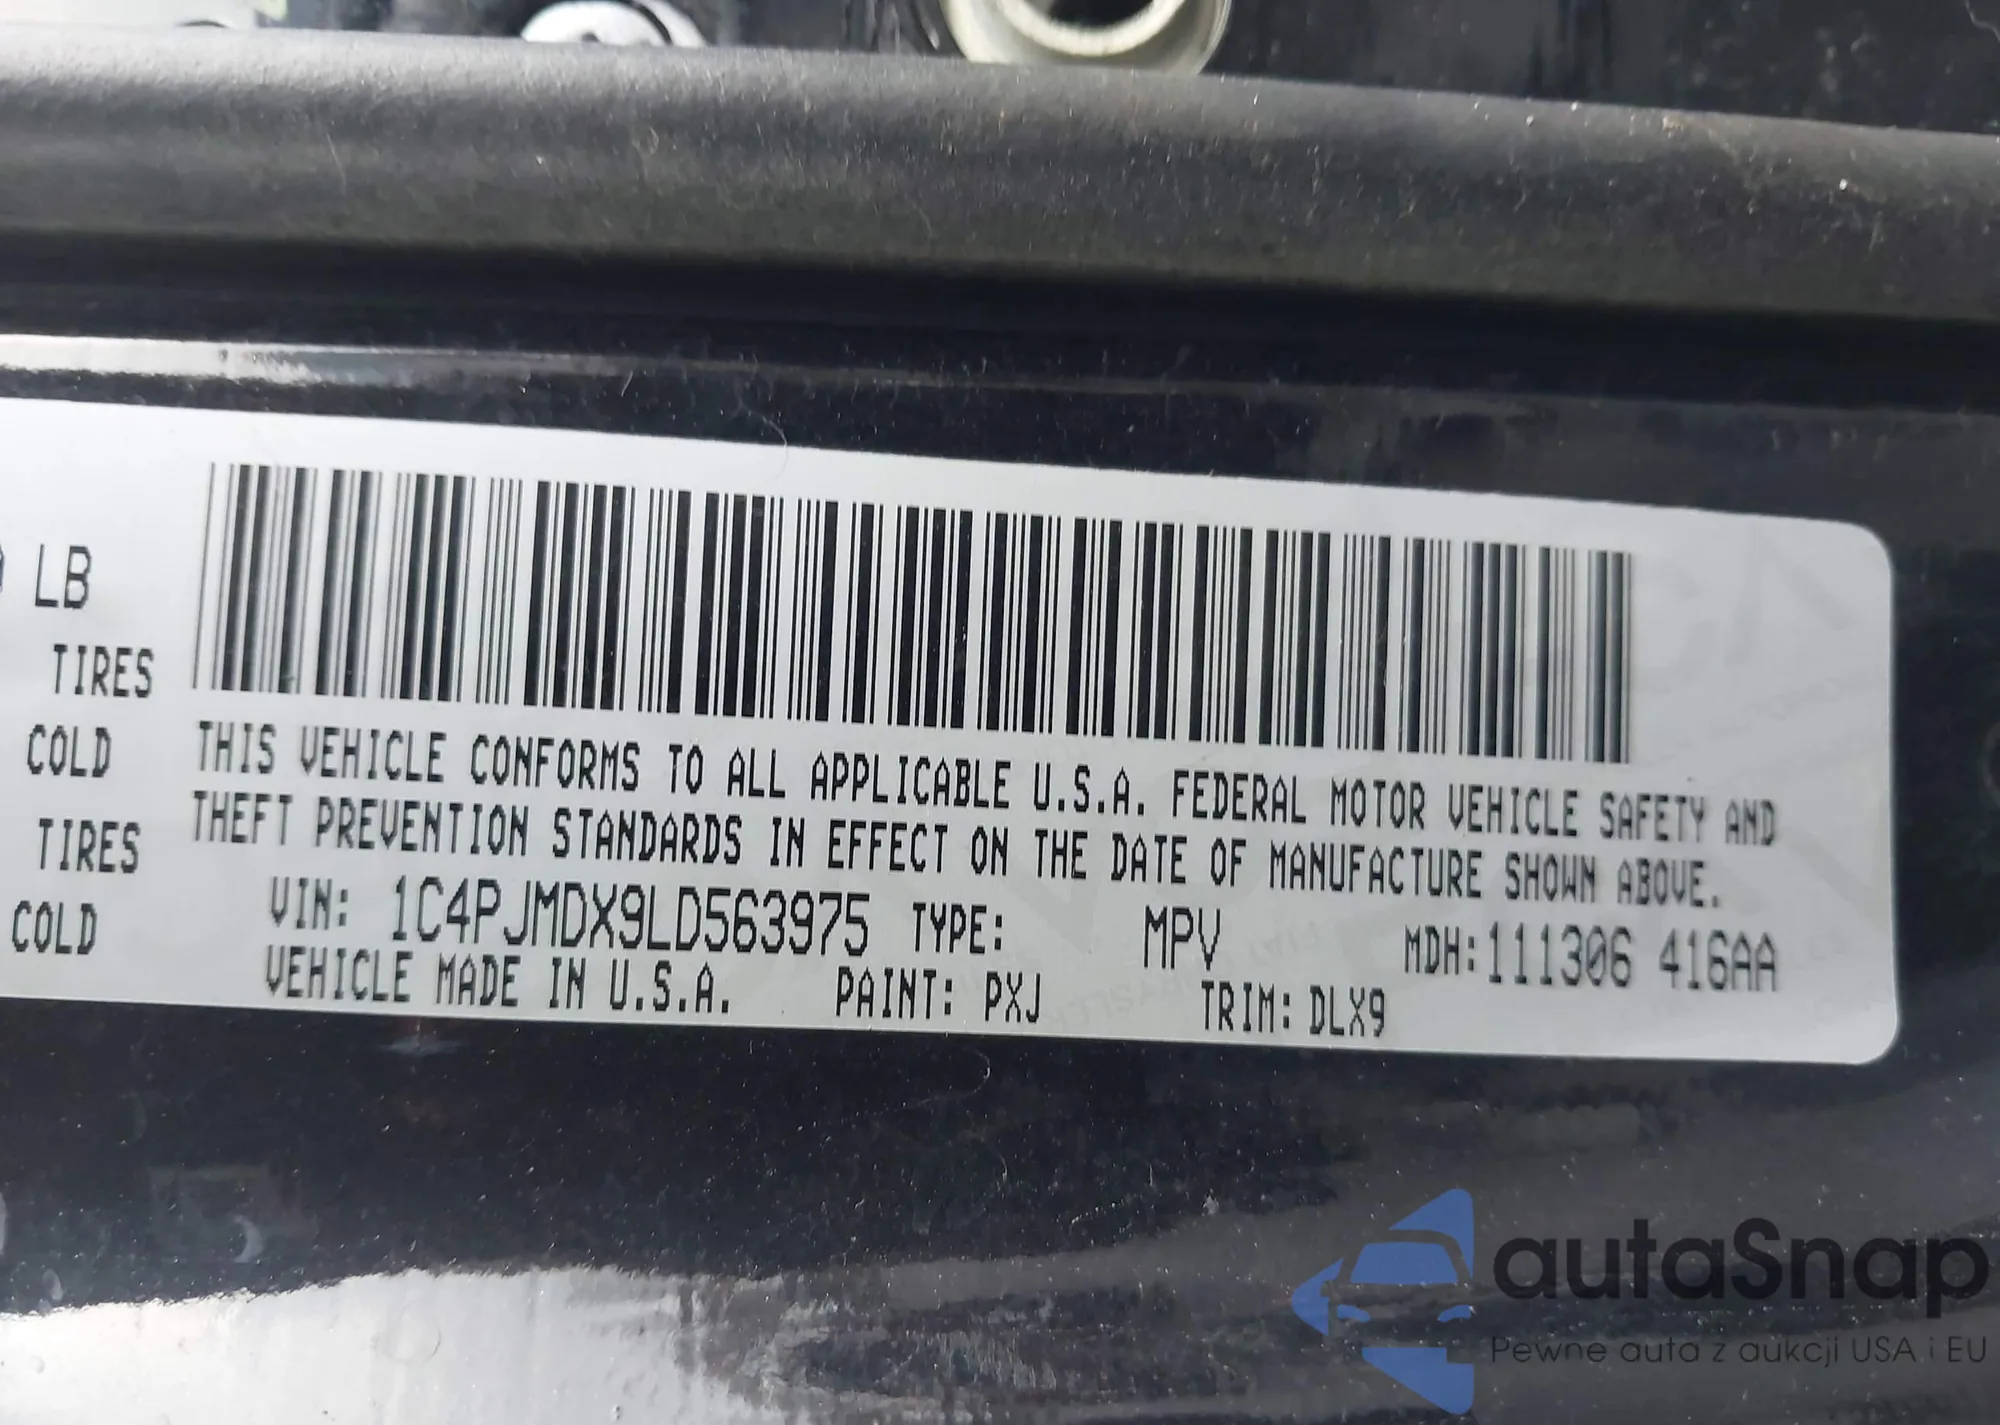 LB
TIRES
COLD
TIRES
COLD
THIS VEHICLE CONFORMS TO ALL APPLICABLE U.S.A. FEDERAL MOTOR VEHICLE SAFETY AND
THEFT PREVENTION STANDARDS IN EFFECT ON THE DATE OF MANUFACTURE SHOWN ABOVE.
VIN: 1C4PJMDX9LD563975 TYPE: MPV MDH:111306 416AA
VEHICLE MADE IN U.S.A. PAINT: PXJ TRIM: DLX9
autaSnap
Pewne auta z aukcji USA i EU